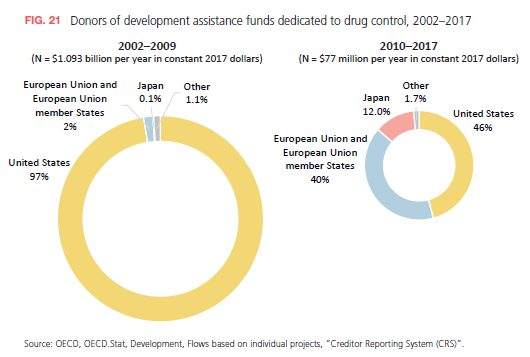 FIG. 21 Donors of development assistance funds dedicated to drug control, 2002–2017
2002–2009
(N = $1.093 billion per year in constant 2017 dollars)
European Union and
European Union
member States
2%
Japan
0.1%
Other
1.1%
United States
97%
2010–2017
(N = $77 million per year in constant 2017 dollars)
Other
1.7%
Japan
12.0%
United States
46%
European Union and
European Union
member States
40%
Source: OECD, OECD.Stat, Development, Flows based on individual projects, “Creditor Reporting System (CRS)”.